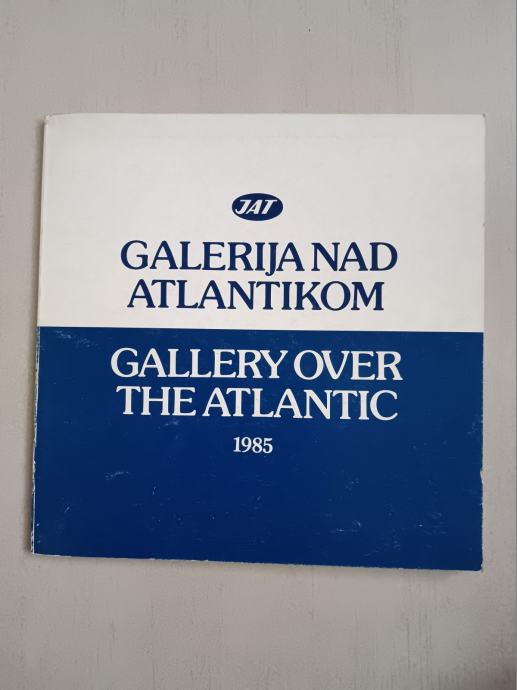 JAT
GALERIJA NAD
ATLANTIKOM
GALLERY OVER
THE ATLANTIC
1985